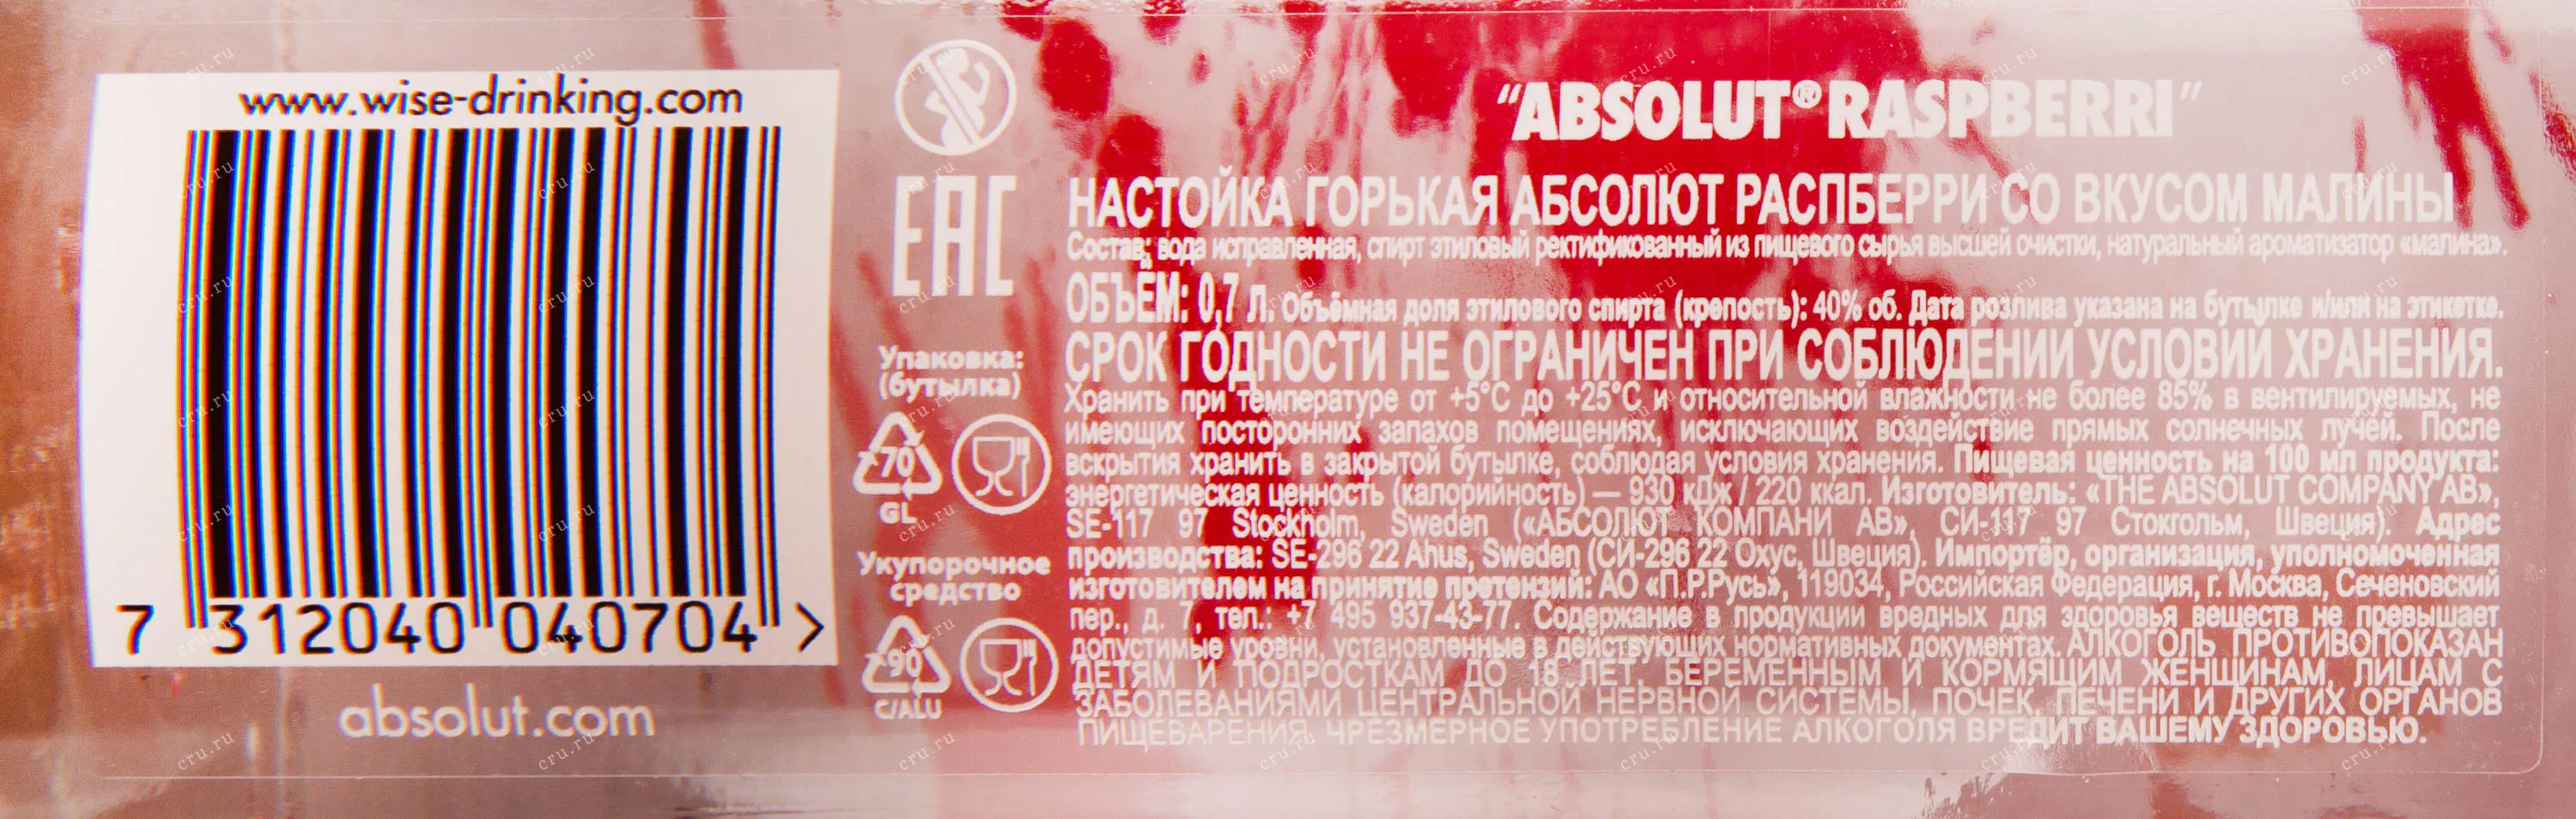 www.wise-drinking.com
7 312040 040704 >
absolut.com
ЕАС
Упаковка:
(бутылка)
70
GL
Укупорочное
средство
90
C/ALU
"ABSOLUT® RASPBERRI"
НАСТОЙКА ГОРЬКАЯ АБСОЛЮТ РАСПБЕРРИ СО ВКУСОМ МАЛИНЫ
Состав: вода исправленная, спирт этиловый ректификованный из пищевого сырья высшей очистки, натуральный ароматизатор «малина».
ОБЪЁМ: 0,7 л. Объёмная доля этилового спирта (крепость): 40% об. Дата розлива указана на бутылке и/или на этикетке.
СРОК ГОДНОСТИ НЕ ОГРАНИЧЕН ПРИ СОБЛЮДЕНИИ УСЛОВИЙ ХРАНЕНИЯ.
Хранить при температуре от +5°C до +25°C и относительной влажности не более 85% в вентилируемых, не
имеющих посторонних запахов помещениях, исключающих воздействие прямых солнечных лучей. После
вскрытия хранить в закрытой бутылке, соблюдая условия хранения. Пищевая ценность на 100 мл продукта:
энергетическая ценность (калорийность) — 930 кДж / 220 ккал. Изготовитель: «THE ABSOLUT COMPANY AB»,
SE-117 97 Stockholm, Sweden («АБСОЛЮТ КОМПАНИ АВ», СИ-117 97 Стокгольм, Швеция). Адрес
производства: SE-296 22 Ahus, Sweden (СИ-296 22 Охус, Швеция). Импортёр, организация, уполномоченная
изготовителем на принятие претензий: АО «П.Р.Русь», 119034, Российская Федерация, г. Москва, Сеченовский
пер., д. 7, тел.: +7 495 937-43-77. Содержание в продукции вредных для здоровья веществ не превышает
допустимые уровни, установленные в действующих нормативных документах. АЛКОГОЛЬ ПРОТИВОПОКАЗАН
ДЕТЯМ И ПОДРОСТКАМ ДО 18 ЛЕТ, БЕРЕМЕННЫМ И КОРМЯЩИМ ЖЕНЩИНАМ, ЛИЦАМ С
ЗАБОЛЕВАНИЯМИ ЦЕНТРАЛЬНОЙ НЕРВНОЙ СИСТЕМЫ, ПОЧЕК, ПЕЧЕНИ И ДРУГИХ ОРГАНОВ
ПИЩЕВАРЕНИЯ. ЧРЕЗМЕРНОЕ УПОТРЕБЛЕНИЕ АЛКОГОЛЯ ВРЕДИТ ВАШЕМУ ЗДОРОВЬЮ.
cru.ru